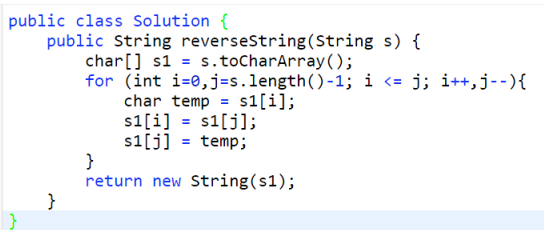 public class Solution {
    public String reverseString(String s) {
        char[] s1 = s.toCharArray();
        for (int i=0,j=s.length()-1; i <= j; i++,j--){
            char temp = s1[i];
            s1[i] = s1[j];
            s1[j] = temp;
        }
        return new String(s1);
    }
}